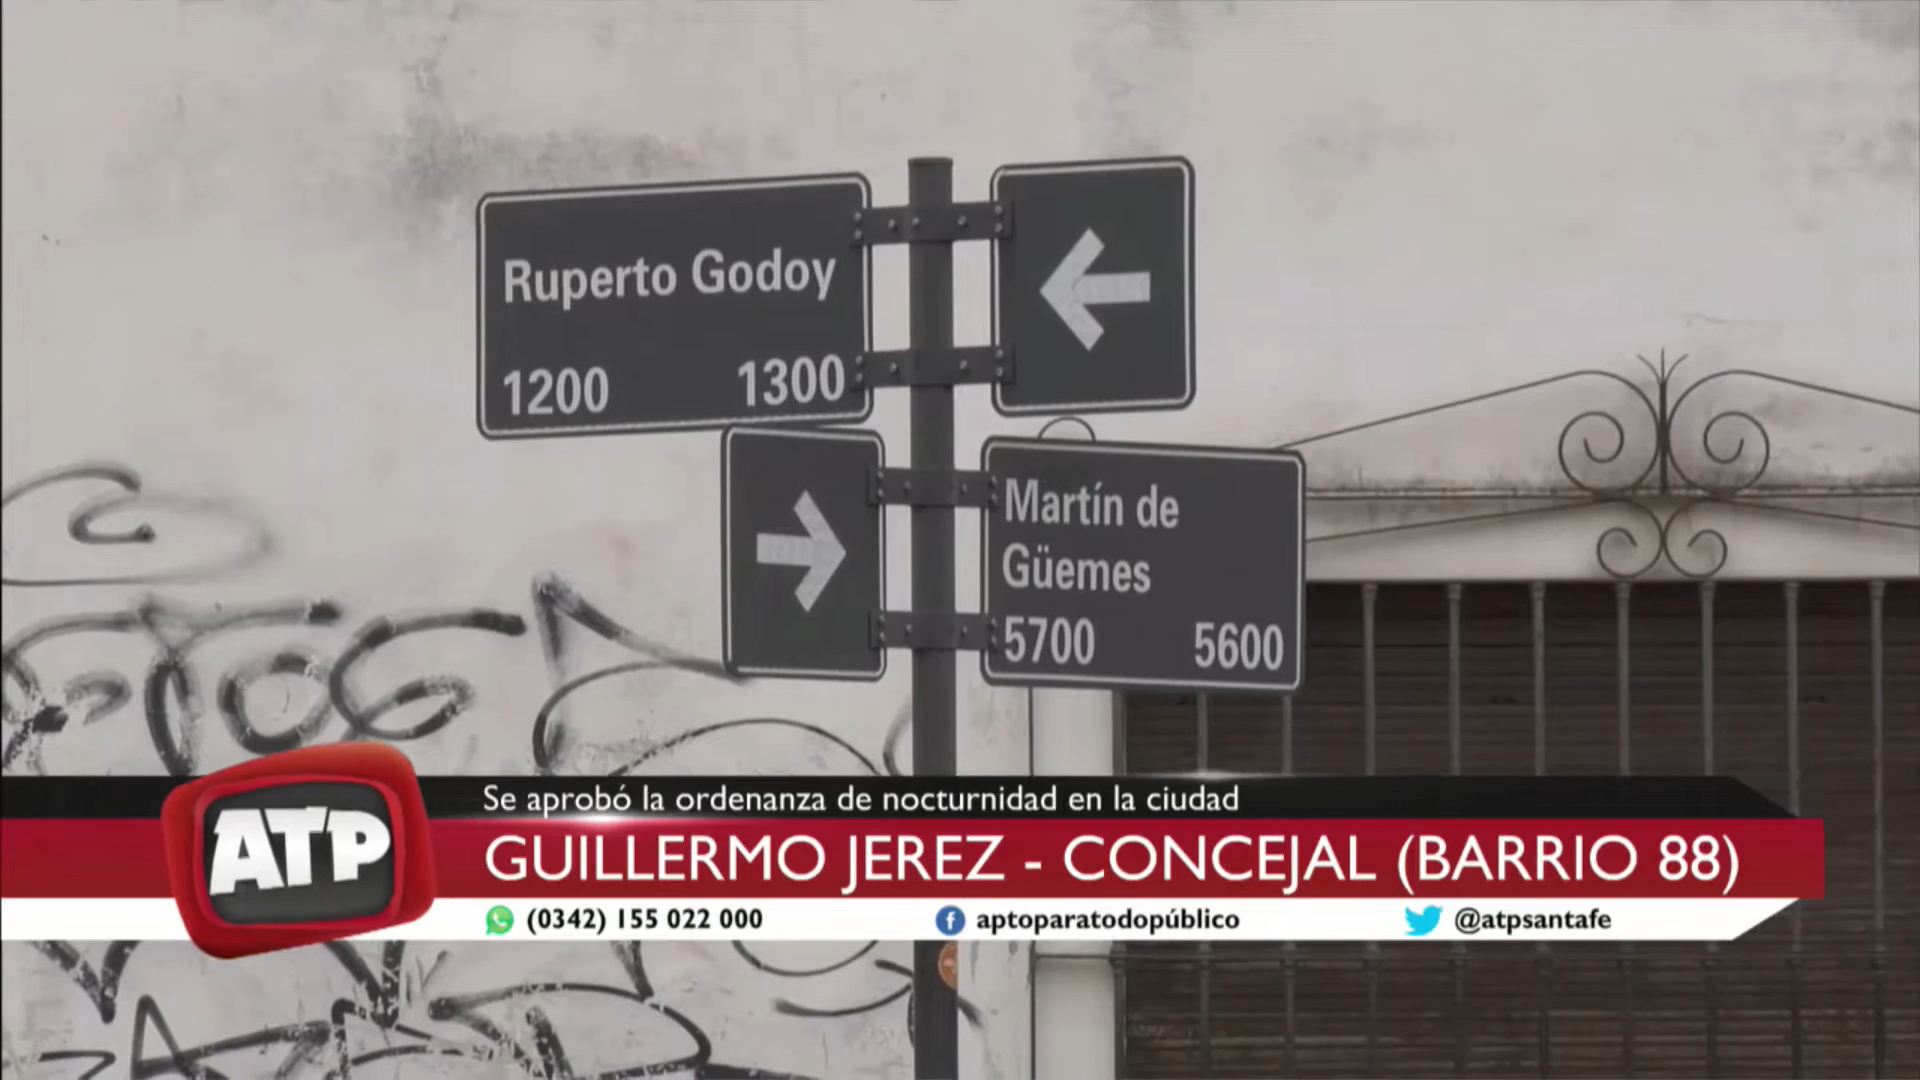 Ruperto Godoy
1200 1300
Martín de
Güemes
5700 5600
Se aprobó la ordenanza de nocturnidad en la ciudad
ATP
GUILLERMO JEREZ - CONCEJAL (BARRIO 88)
(0342) 155 022 000 aptoparatodopúblico @atpsantafe